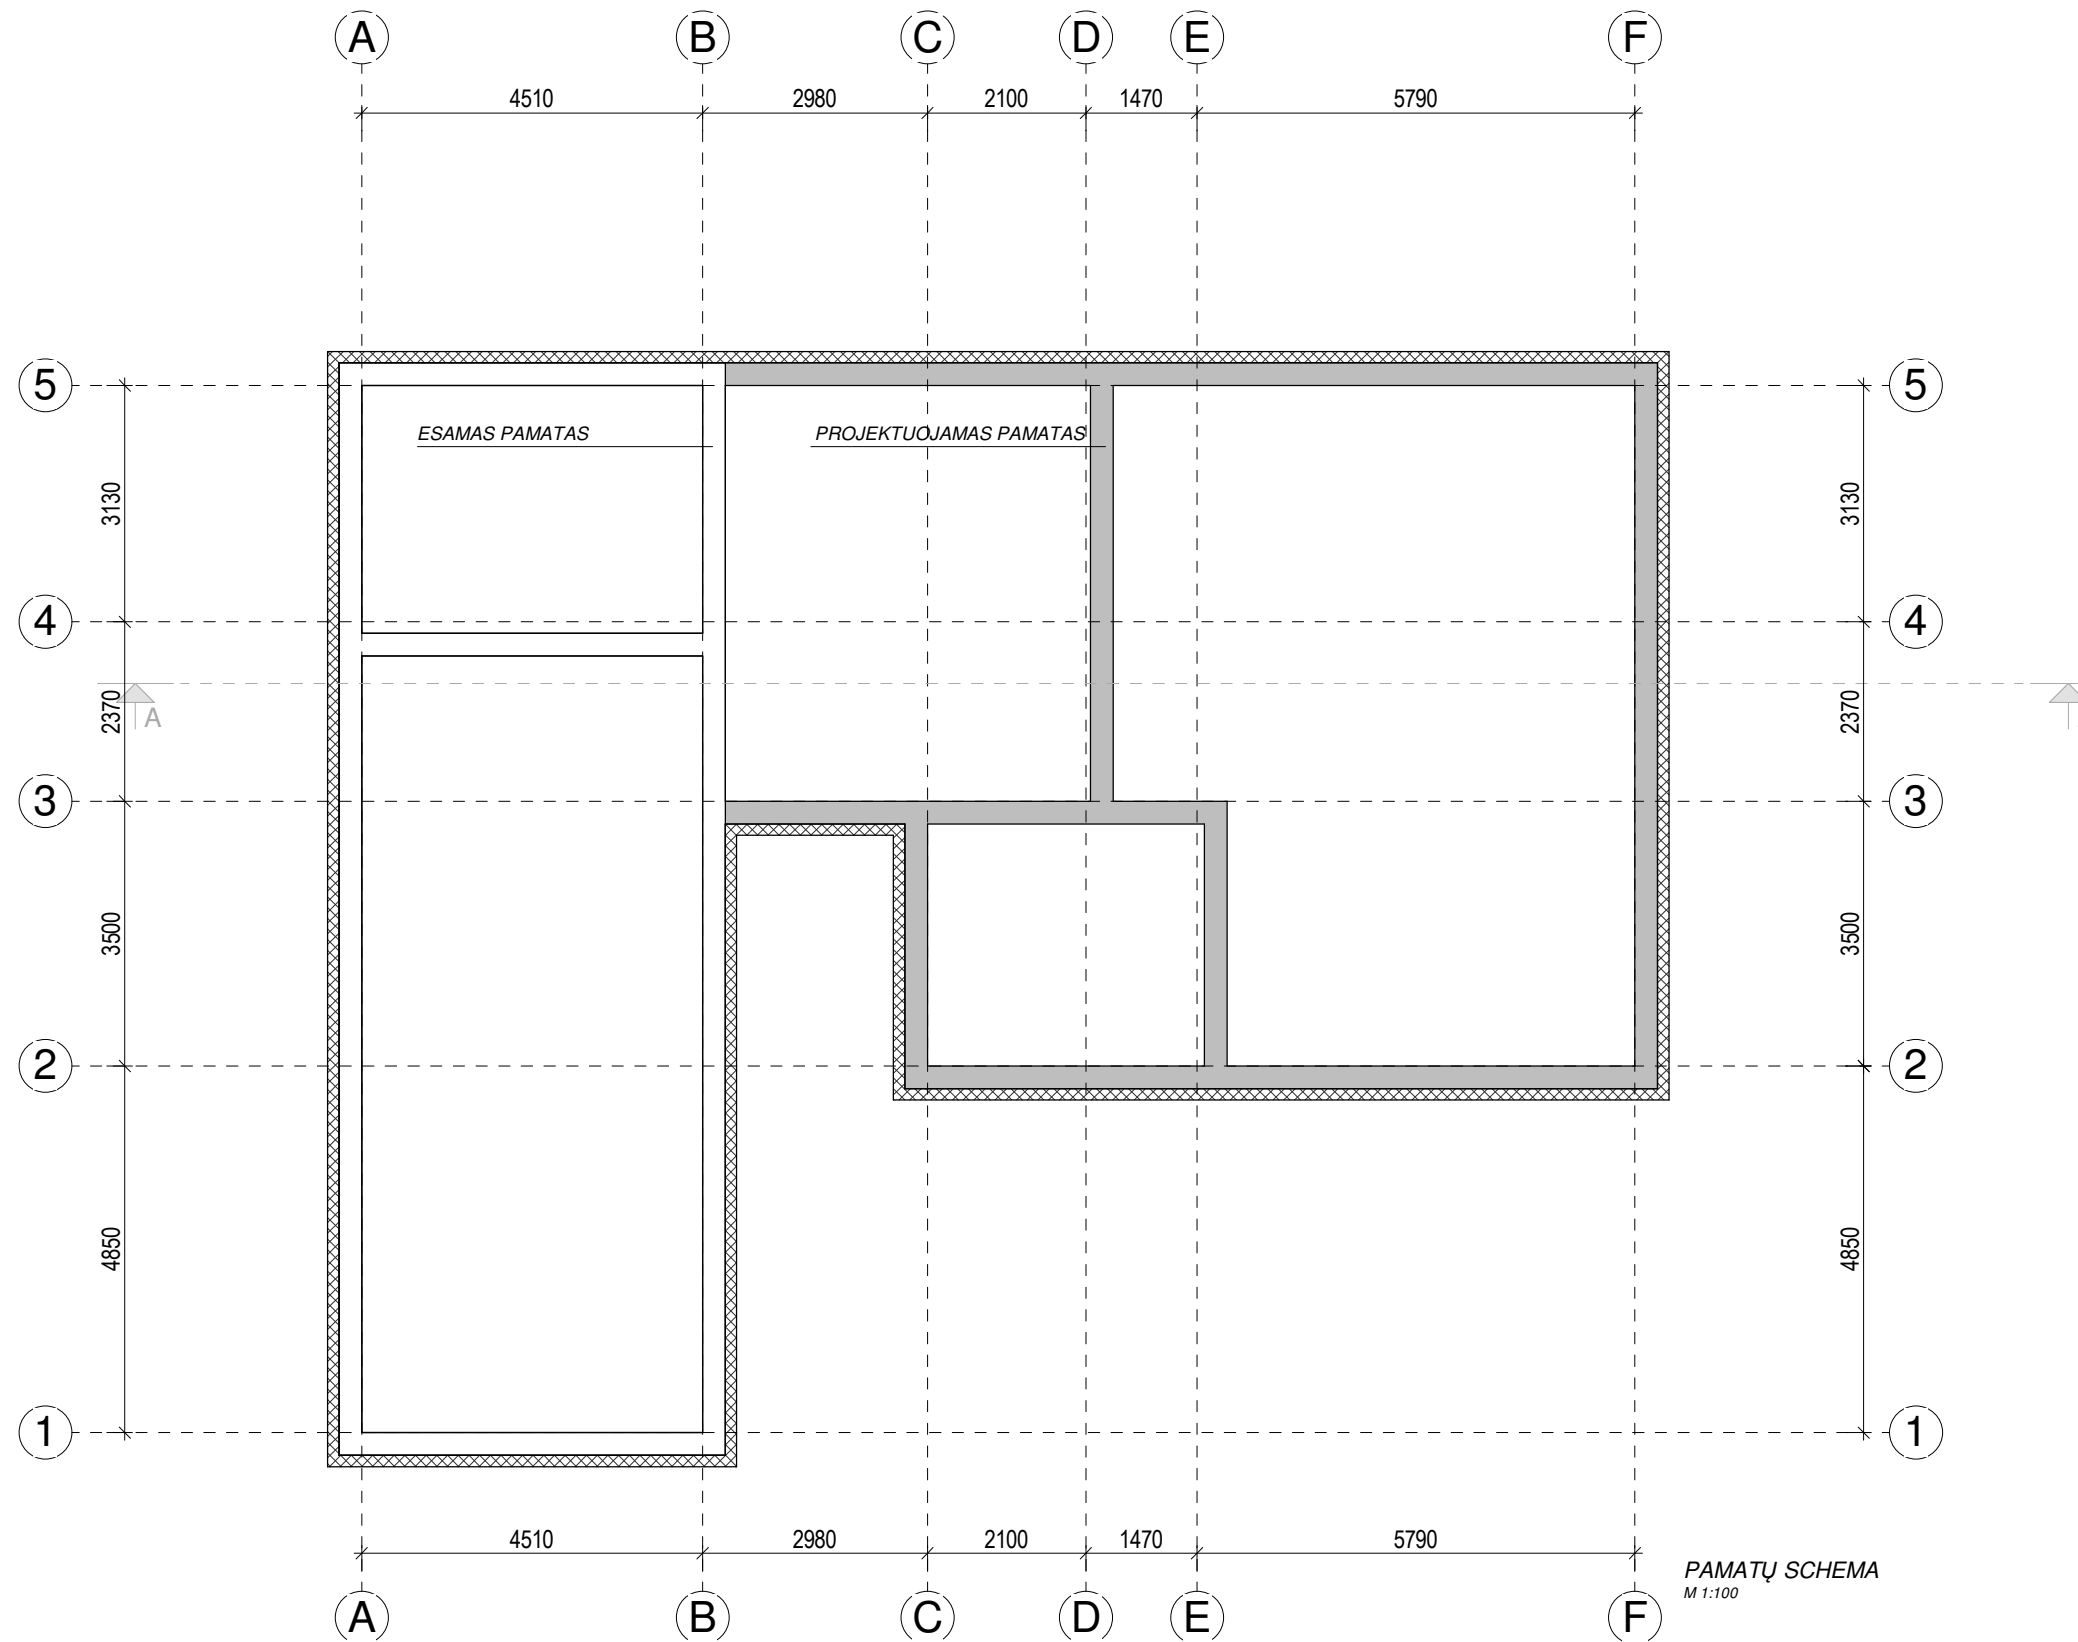 A B C D E F
4510 2980 2100 1470 5790
5 5
ESAMAS PAMATAS PROJEKTUOJAMAS PAMATAS
3130 3130
4 4
2370 A 2370
3 3
3500 3500
2 2
4850 4850
1 1
4510 2980 2100 1470 5790
PAMATŲ SCHEMA
M 1:100
A B C D E F